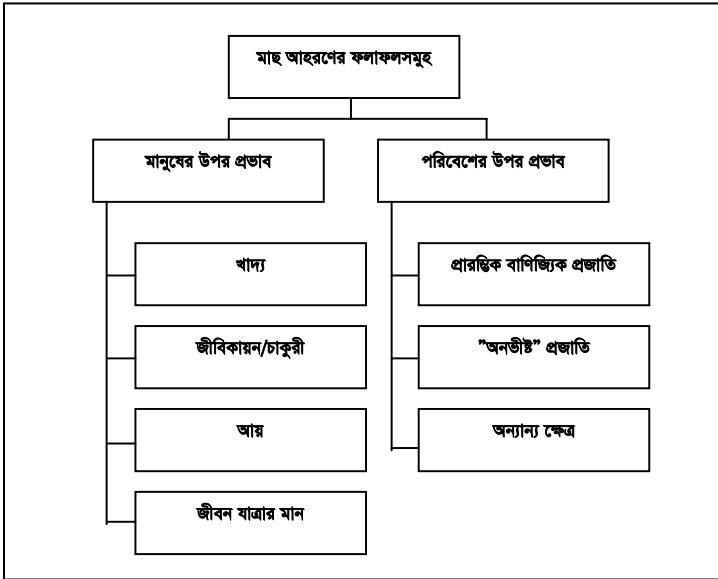 মাছ আহরণের ফলাফলসমুহ
মানুষের উপর প্রভাব
পরিবেশের উপর প্রভাব
খাদ্য
প্রারম্ভিক বাণিজ্যিক প্রজাতি
জীবিকায়ন/চাকুরী
”অনভীষ্ট” প্রজাতি
আয়
অন্যান্য ক্ষেত্র
জীবন যাত্রার মান